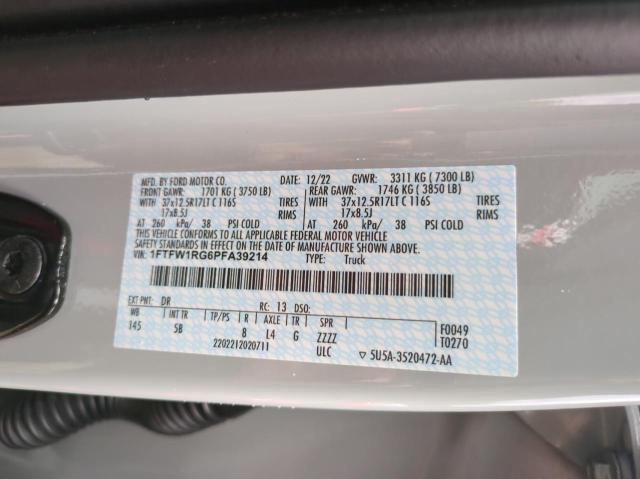 MFD. BY FORD MOTOR CO. 12/22 GVWR: 3311 KG ( 7300 LB)
FRONT GAWR: 1701 KG ( 3750 LB) REAR GAWR: 1746 KG ( 3850 LB)
WITH 37x12.5R17LT C 116S TIRES WITH 37x12.5R17LT C 116S TIRES
17x8.5J RIMS 17x8.5J RIMS
AT 260 kPa/ 38 PSI COLD AT 260 kPa/ 38 PSI COLD
THIS VEHICLE CONFORMS TO ALL APPLICABLE FEDERAL MOTOR VEHICLE
SAFETY AND THEFT PREVENTION STANDARDS IN EFFECT ON THE DATE OF MANUFACTURE SHOWN ABOVE.
VIN: 1FTFW1RG6PFA39214 TYPE: Truck
EXT PNT: DR RC: 13 DSO:
WB INT TR TP/PS R AXLE TR SPR F0049
145 5B 8 L4 G ZZZZ T0270
2202212020711 ULC ▽ 5U5A-3520472-AA